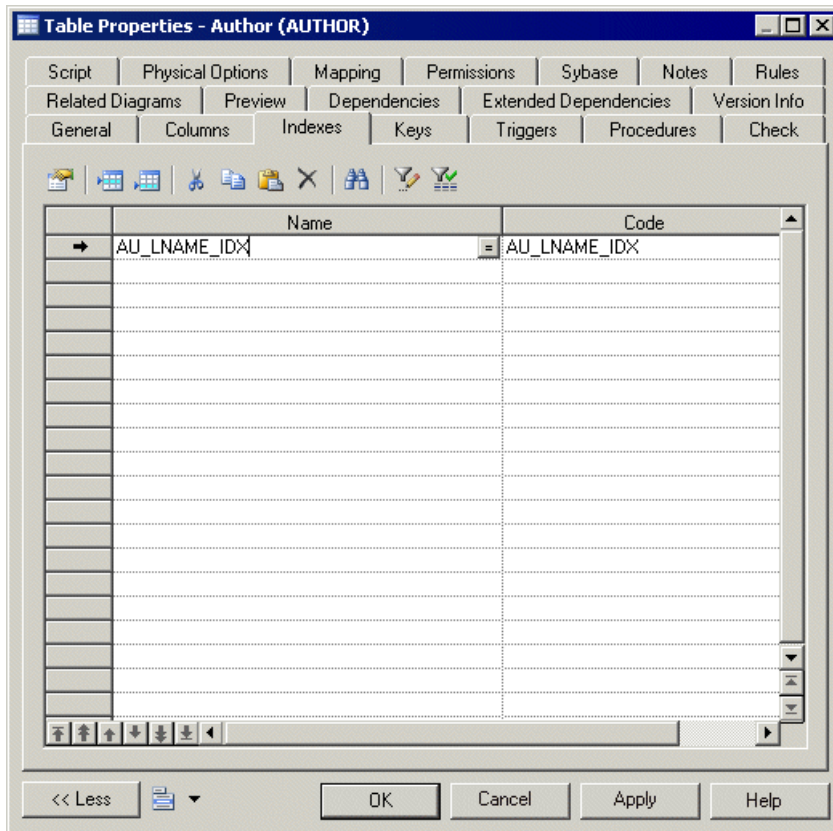 Table Properties - Author (AUTHOR)
Script Physical Options Mapping Permissions Sybase Notes Rules
Related Diagrams Preview Dependencies Extended Dependencies Version Info
General Columns Indexes Keys Triggers Procedures Check
Name Code
AU_LNAME_IDX = AU_LNAME_IDX
<< Less OK Cancel Apply Help